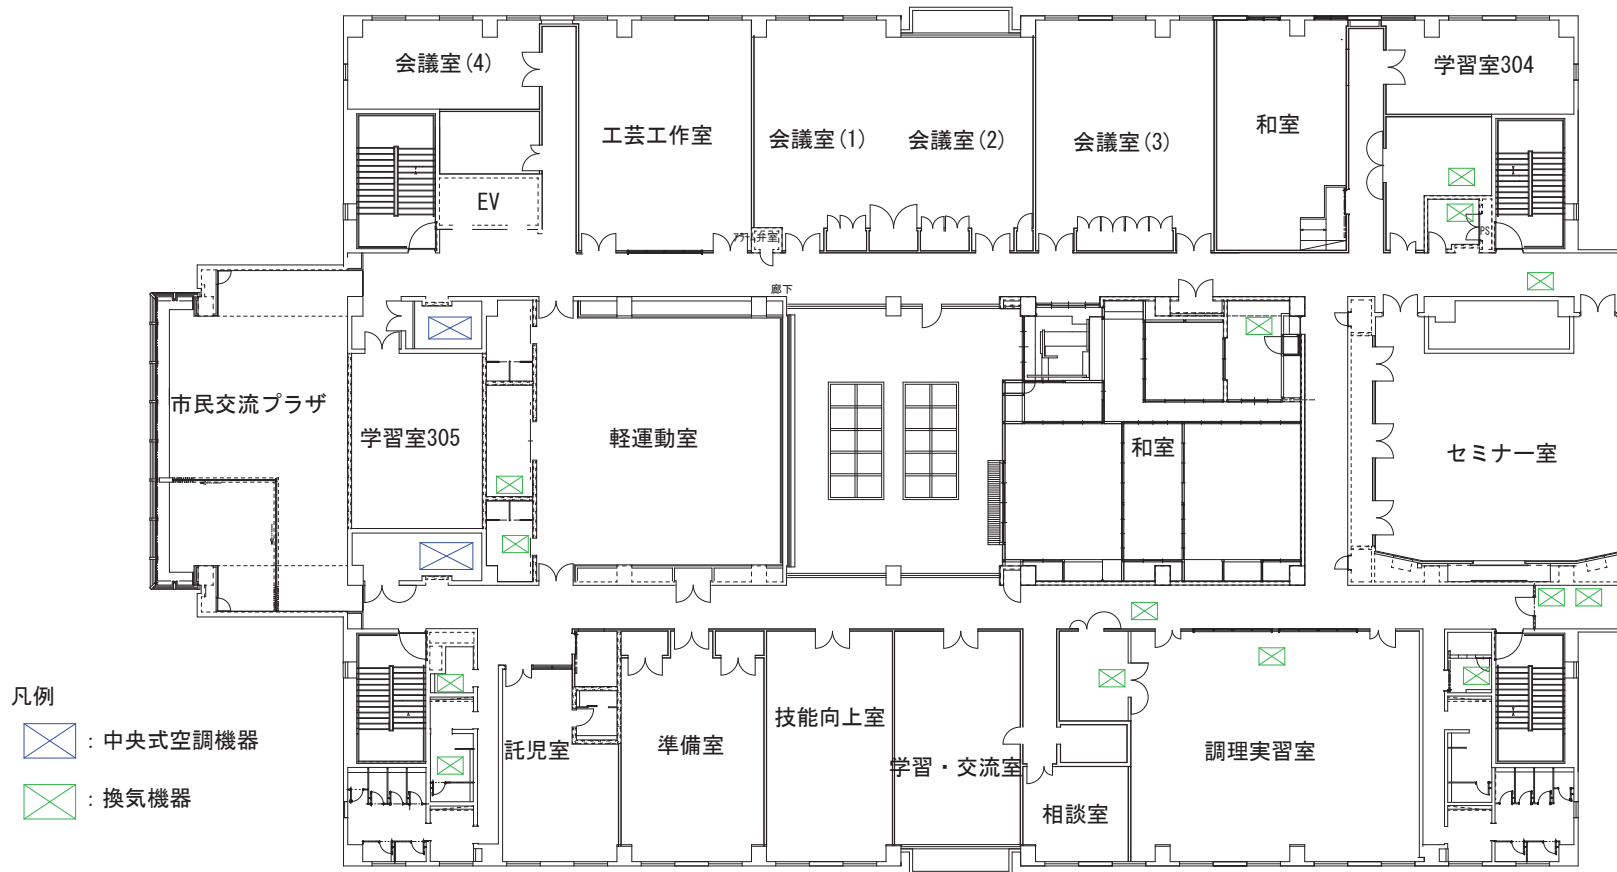 会議室(4)
学習室304
工芸工作室
会議室(1)
会議室(2)
会議室(3)
和室
EV
アラーム弁室
PS
廊下
市民交流プラザ
学習室305
軽運動室
和室
セミナー室
凡例
：中央式空調機器
：換気機器
託児室
準備室
技能向上室
学習・交流室
相談室
調理実習室